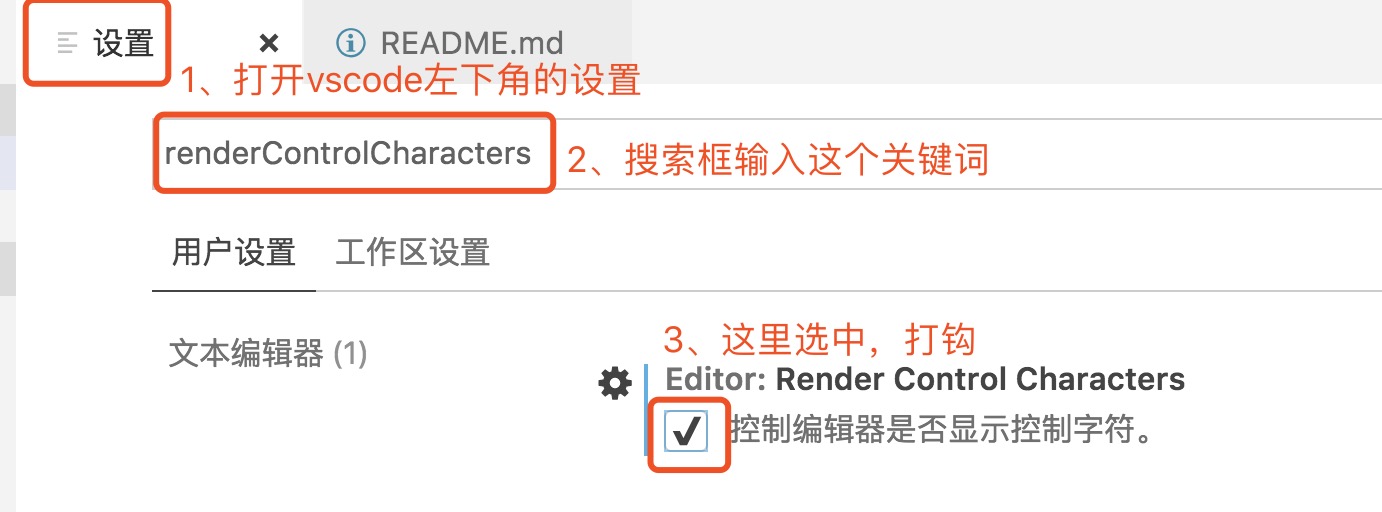 设置
README.md
1、打开vscode左下角的设置
renderControlCharacters
2、搜索框输入这个关键词
用户设置
工作区设置
文本编辑器 (1)
3、这里选中，打钩
Editor: Render Control Characters
控制编辑器是否显示控制字符。